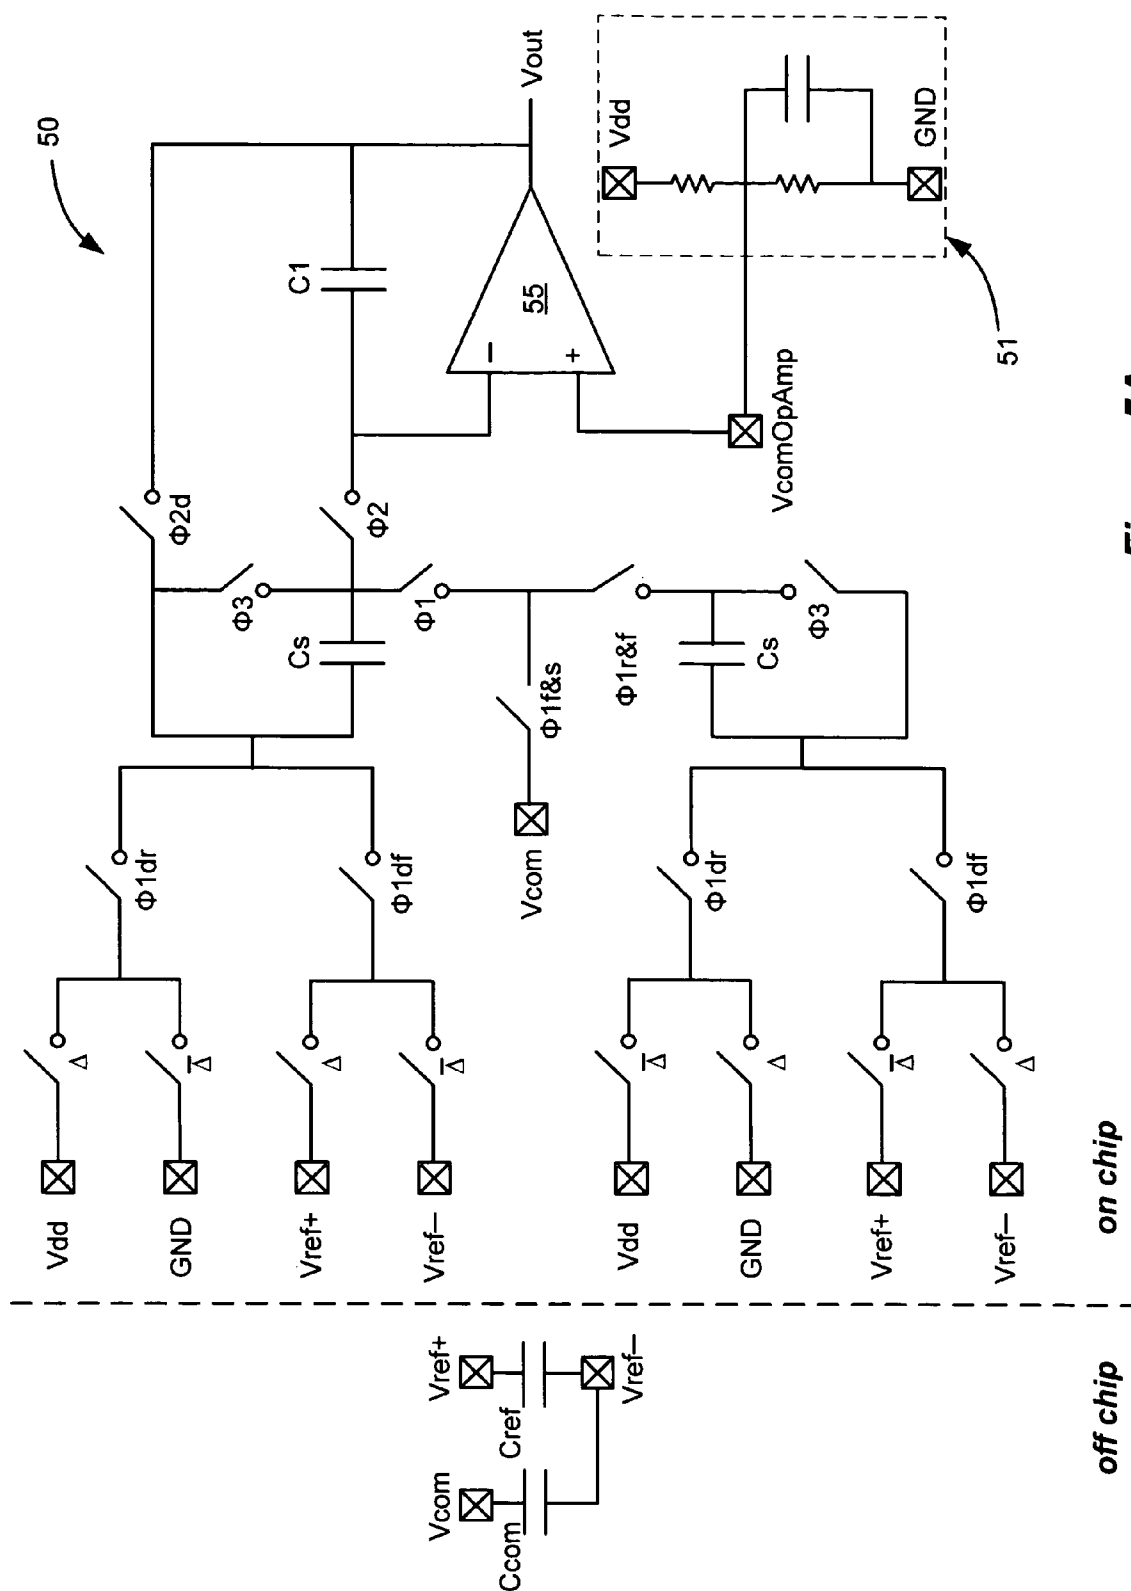 50
Vdd
Δ
Φ1dr
GND
Δ̅
Φ2d
Φ3
C1
Cs
Φ2
Vref+
Δ
Φ1df
Vref–
Δ̅
Φ1
–
55
+
Vout
Vcom
Ccom
Vref+
Cref
Vref–
Vcom
Φ1f&s
Φ1r&f
Vdd
GND
51
VcomOpAmp
Vdd
Δ̅
Φ1dr
GND
Δ
Cs
Φ3
Vref+
Δ̅
Φ1df
Vref–
Δ
off chip
on chip